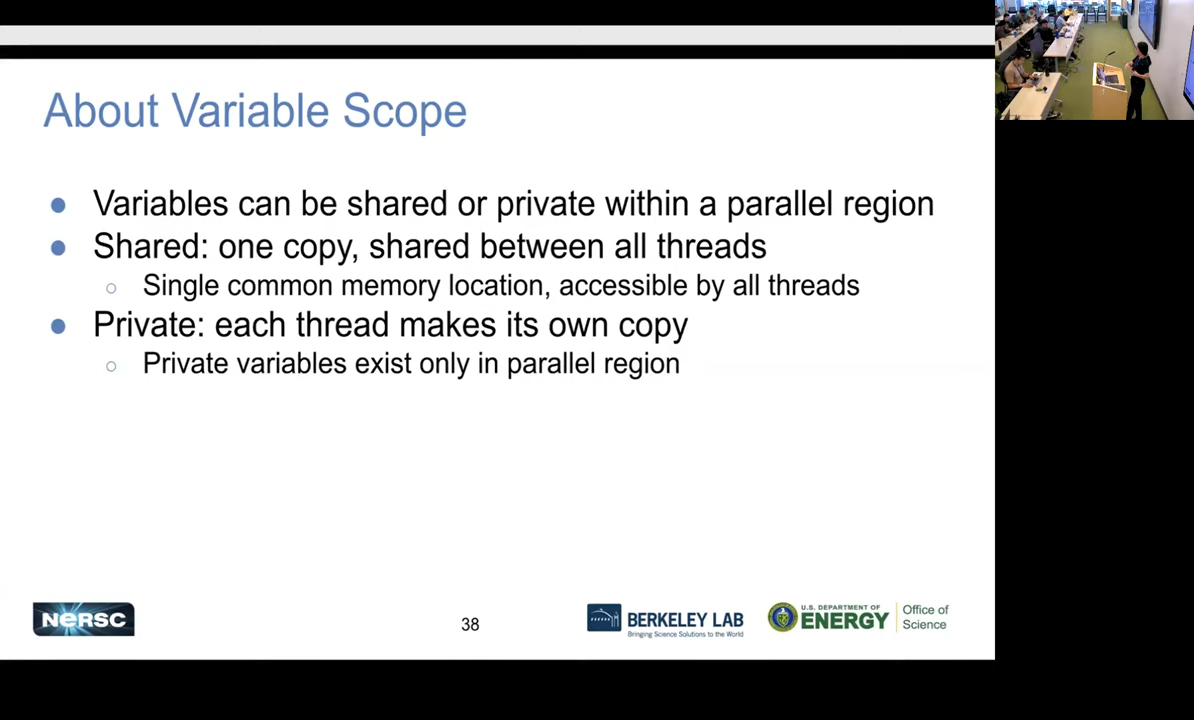 About Variable Scope
● Variables can be shared or private within a parallel region
● Shared: one copy, shared between all threads
○ Single common memory location, accessible by all threads
● Private: each thread makes its own copy
○ Private variables exist only in parallel region
NERSC
38
BERKELEY LAB
Bringing Science Solutions to the World
U.S. DEPARTMENT OF
ENERGY
Office of
Science